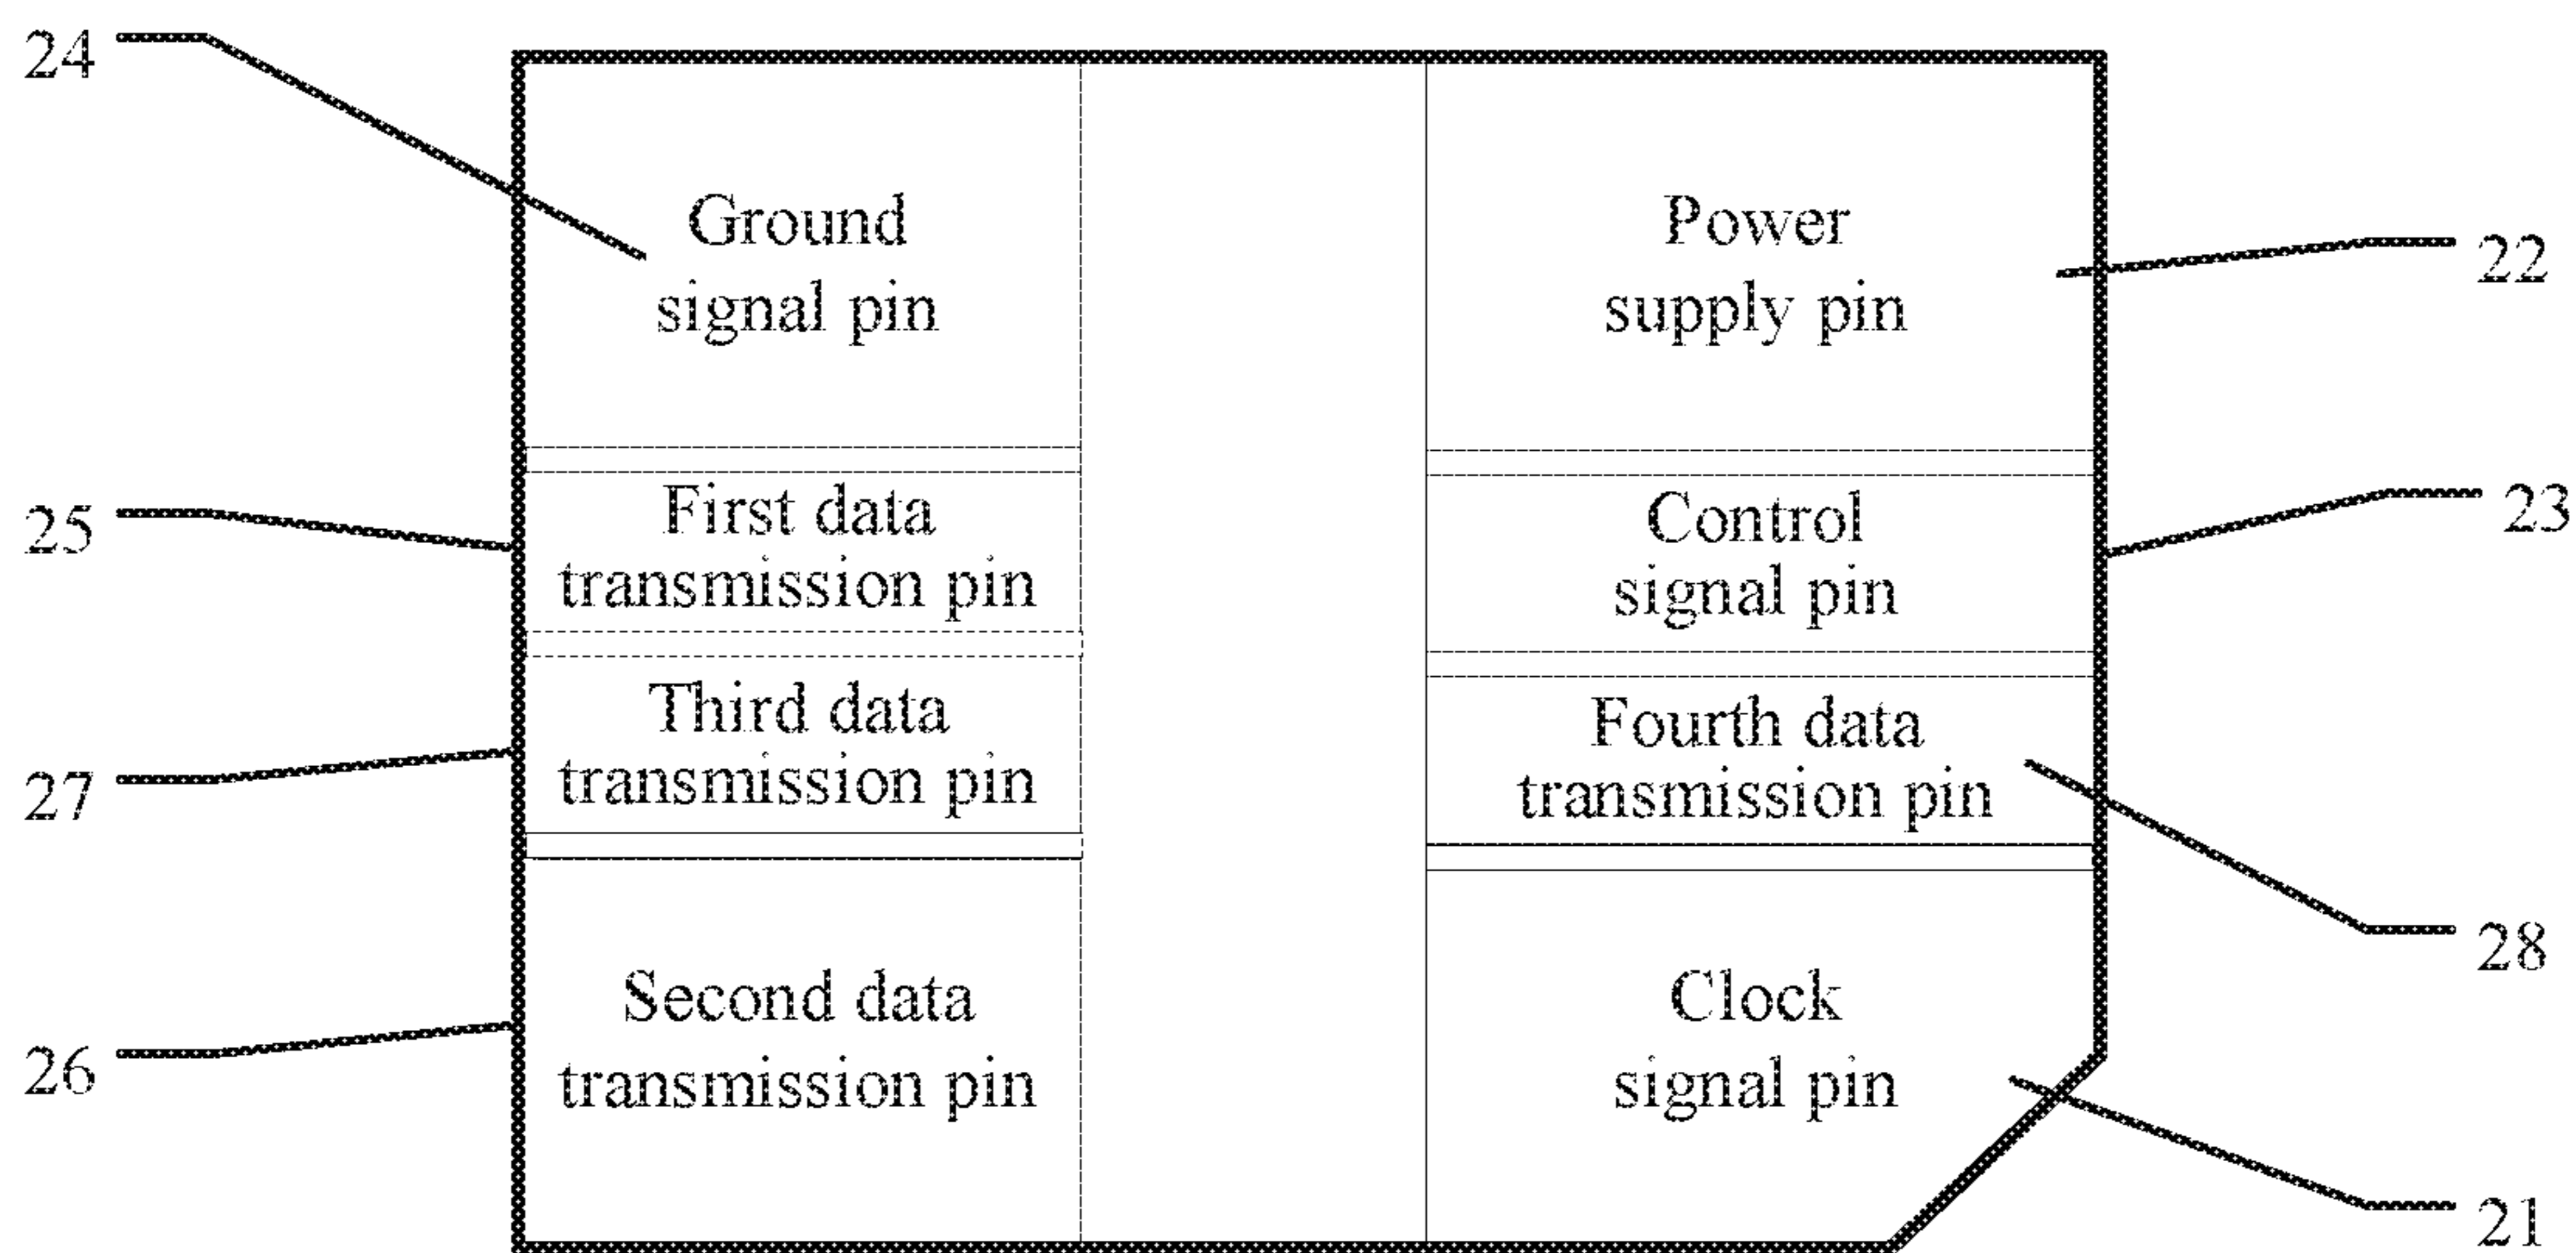 24
Ground
signal pin
Power
supply pin
22
25
First data
transmission pin
Control
signal pin
23
27
Third data
transmission pin
Fourth data
transmission pin
28
26
Second data
transmission pin
Clock
signal pin
21